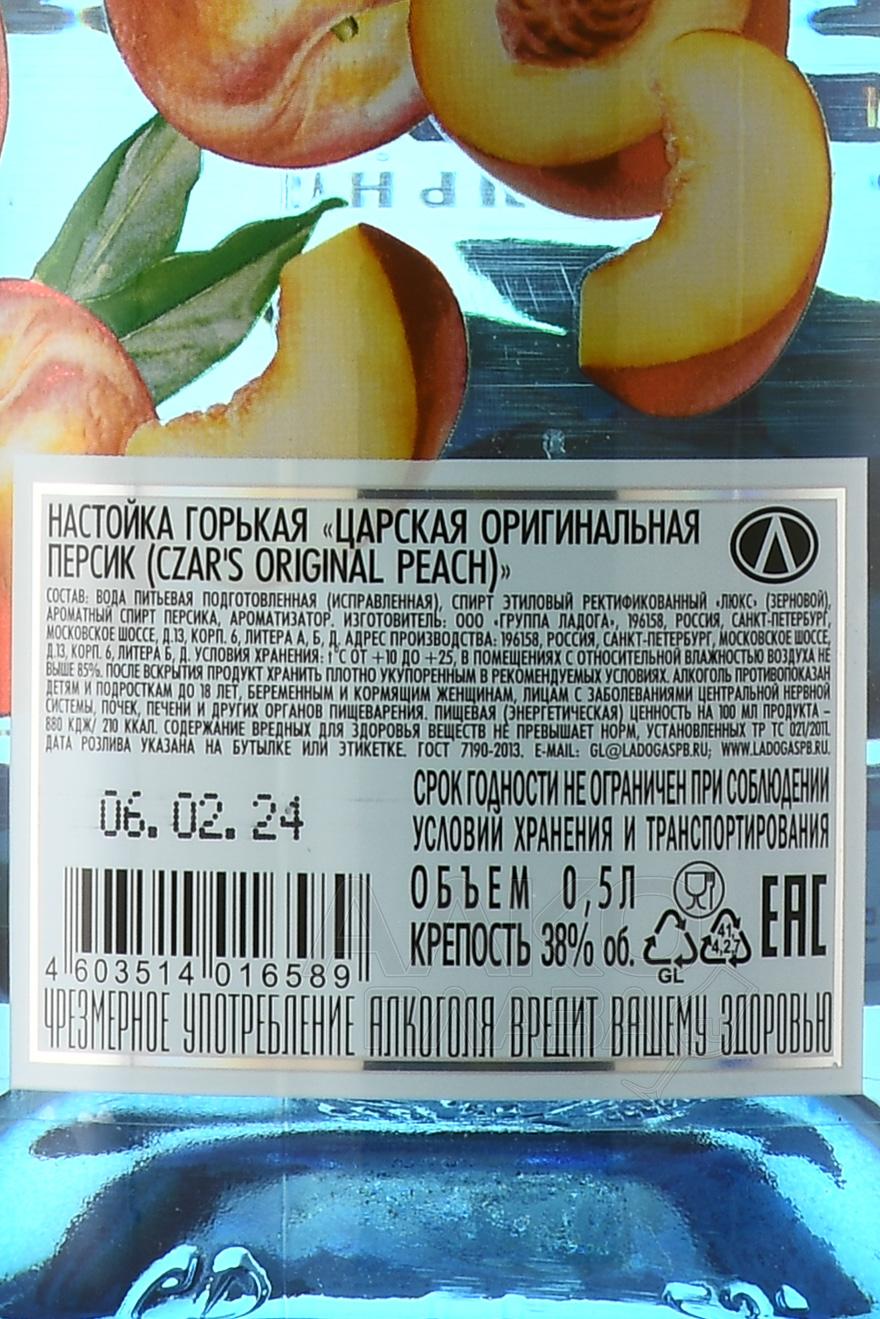 НАСТОЙКА ГОРЬКАЯ «ЦАРСКАЯ ОРИГИНАЛЬНАЯ
ПЕРСИК (CZAR'S ORIGINAL PEACH)»
СОСТАВ: ВОДА ПИТЬЕВАЯ ПОДГОТОВЛЕННАЯ (ИСПРАВЛЕННАЯ), СПИРТ ЭТИЛОВЫЙ РЕКТИФИКОВАННЫЙ «ЛЮКС» (ЗЕРНОВОЙ),
АРОМАТНЫЙ СПИРТ ПЕРСИКА, АРОМАТИЗАТОР. ИЗГОТОВИТЕЛЬ: ООО «ГРУППА ЛАДОГА», 196158, РОССИЯ, САНКТ-ПЕТЕРБУРГ,
МОСКОВСКОЕ ШОССЕ, Д.13, КОРП. 6, ЛИТЕРА А, Б, Д. АДРЕС ПРОИЗВОДСТВА: 196158, РОССИЯ, САНКТ-ПЕТЕРБУРГ, МОСКОВСКОЕ ШОССЕ,
Д.13, КОРП. 6, ЛИТЕРА Б, Д. УСЛОВИЯ ХРАНЕНИЯ: t°С ОТ +10 ДО +25, В ПОМЕЩЕНИЯХ С ОТНОСИТЕЛЬНОЙ ВЛАЖНОСТЬЮ ВОЗДУХА НЕ
ВЫШЕ 85%. ПОСЛЕ ВСКРЫТИЯ ПРОДУКТ ХРАНИТЬ ПЛОТНО УКУПОРЕННЫМ В РЕКОМЕНДУЕМЫХ УСЛОВИЯХ. АЛКОГОЛЬ ПРОТИВОПОКАЗАН
ДЕТЯМ И ПОДРОСТКАМ ДО 18 ЛЕТ, БЕРЕМЕННЫМ И КОРМЯЩИМ ЖЕНЩИНАМ, ЛИЦАМ С ЗАБОЛЕВАНИЯМИ ЦЕНТРАЛЬНОЙ НЕРВНОЙ
СИСТЕМЫ, ПОЧЕК, ПЕЧЕНИ И ДРУГИХ ОРГАНОВ ПИЩЕВАРЕНИЯ. ПИЩЕВАЯ (ЭНЕРГЕТИЧЕСКАЯ) ЦЕННОСТЬ НА 100 МЛ ПРОДУКТА –
880 КДЖ/ 210 ККАЛ. СОДЕРЖАНИЕ ВРЕДНЫХ ДЛЯ ЗДОРОВЬЯ ВЕЩЕСТВ НЕ ПРЕВЫШАЕТ НОРМ, УСТАНОВЛЕННЫХ ТР ТС 021/2011.
ДАТА РОЗЛИВА УКАЗАНА НА БУТЫЛКЕ ИЛИ ЭТИКЕТКЕ. ГОСТ 7190-2013. E-MAIL: GL@LADOGASPB.RU; WWW.LADOGASPB.RU.
СРОК ГОДНОСТИ НЕ ОГРАНИЧЕН ПРИ СОБЛЮДЕНИИ
УСЛОВИЙ ХРАНЕНИЯ И ТРАНСПОРТИРОВАНИЯ
06.02.24
ОБЪЕМ 0,5Л
КРЕПОСТЬ 38% об.
GL
41,
4,2,7
EAC
4 603514 016589
ЧРЕЗМЕРНОЕ УПОТРЕБЛЕНИЕ АЛКОГОЛЯ ВРЕДИТ ВАШЕМУ ЗДОРОВЬЮ